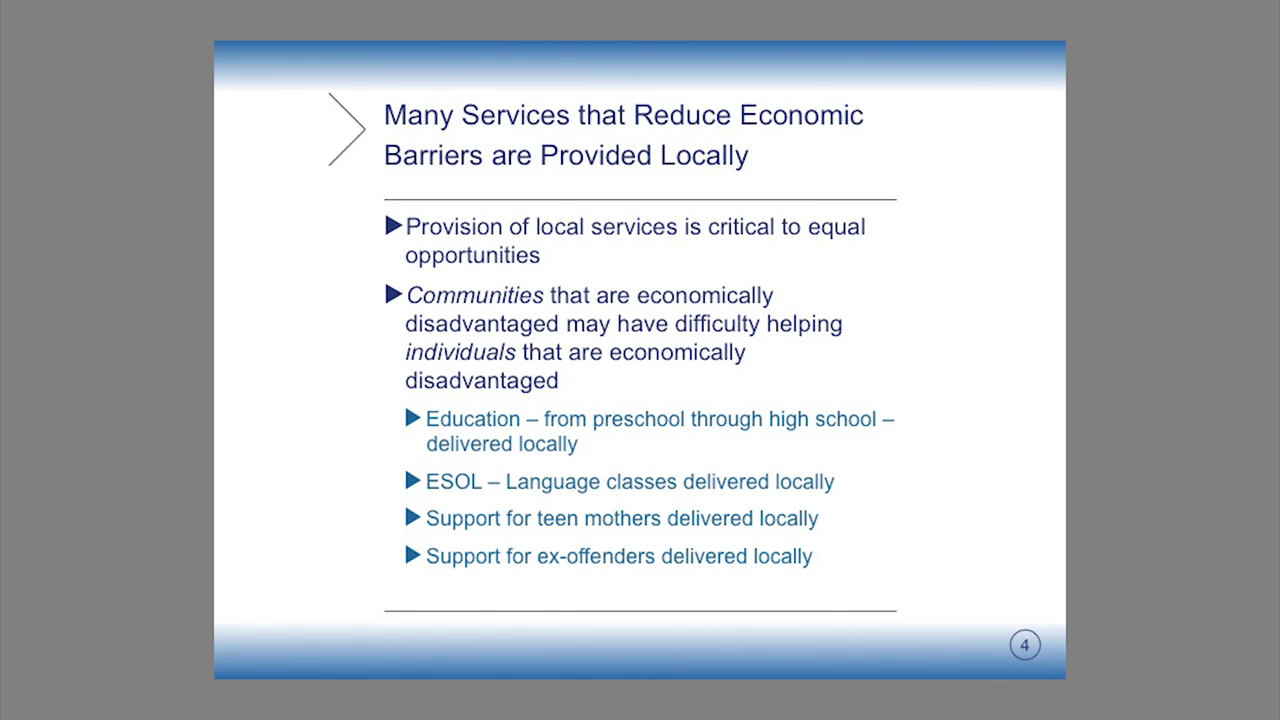 Many Services that Reduce Economic
Barriers are Provided Locally
Provision of local services is critical to equal
opportunities
Communities that are economically
disadvantaged may have difficulty helping
individuals that are economically
disadvantaged
Education – from preschool through high school –
delivered locally
ESOL – Language classes delivered locally
Support for teen mothers delivered locally
Support for ex-offenders delivered locally
4